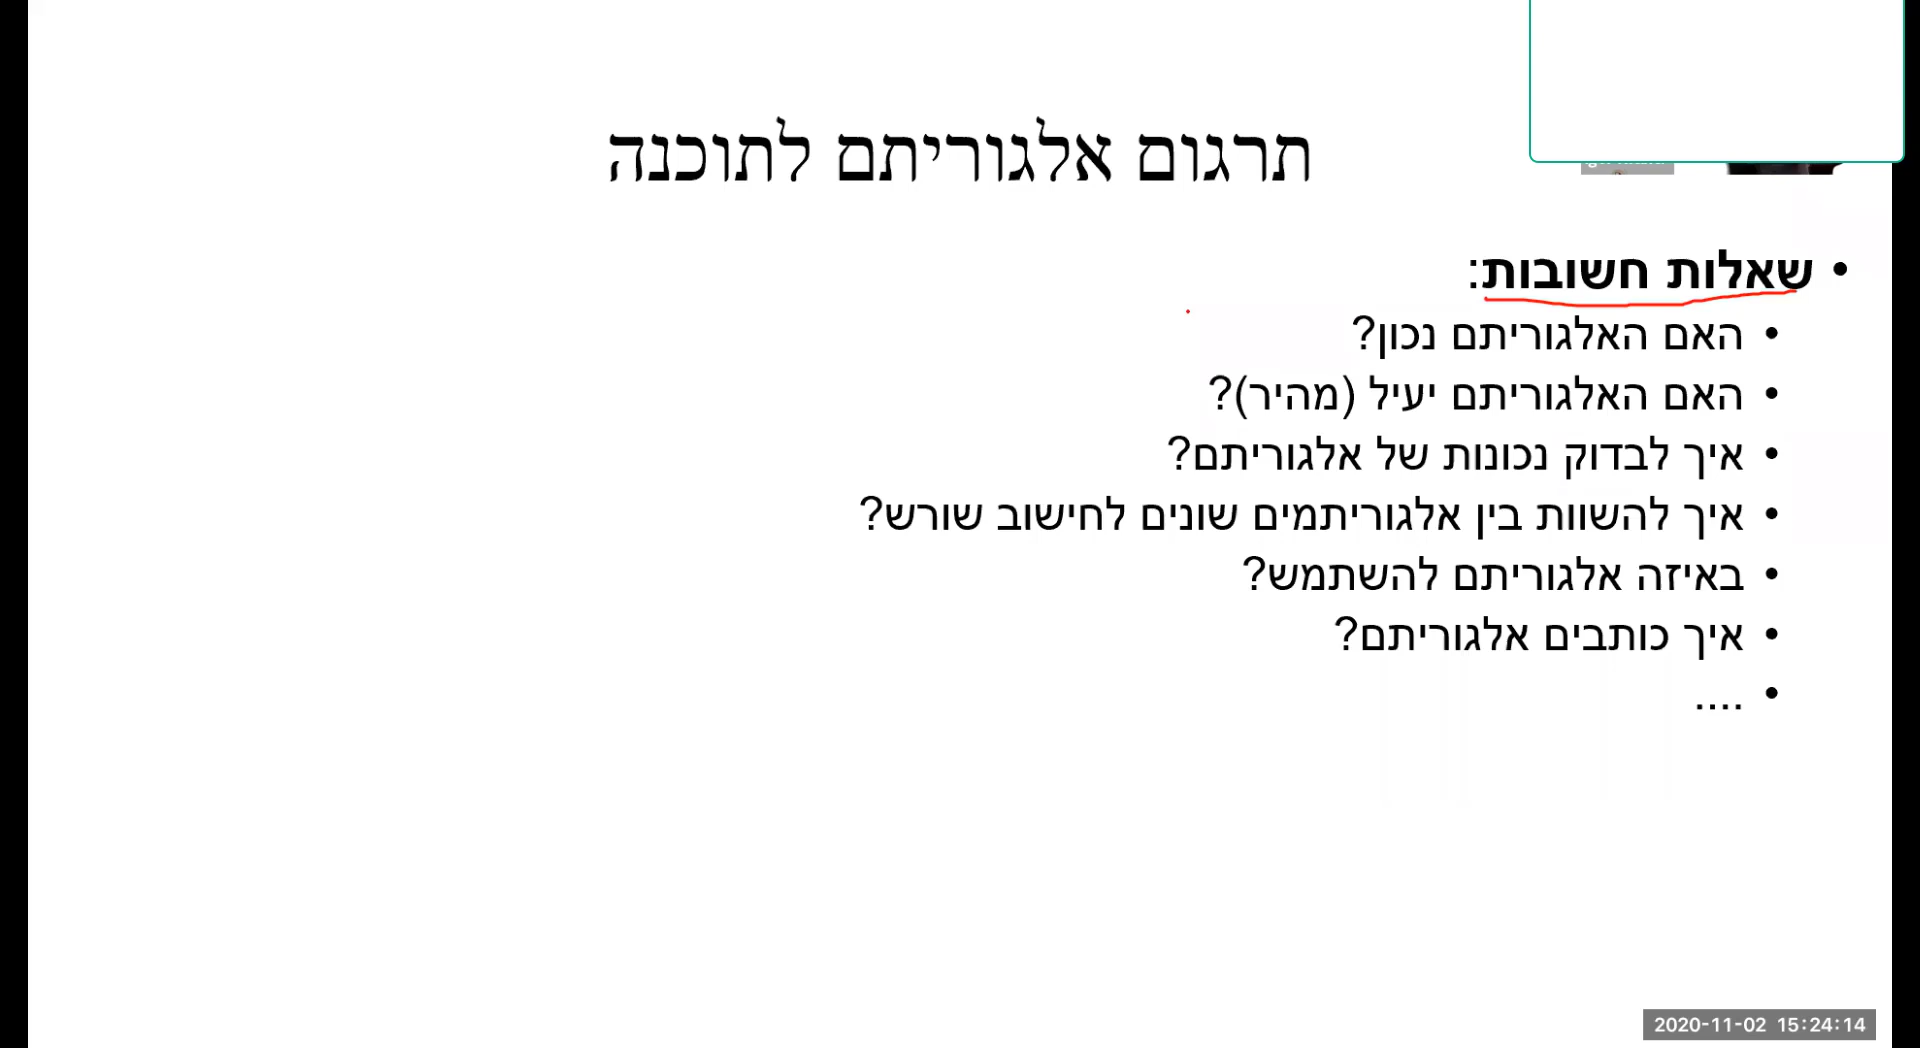 תרגום אלגוריתם לתוכנה
• שאלות חשובות:
• האם האלגוריתם נכון?
• האם האלגוריתם יעיל (מהיר)?
• איך לבדוק נכונות של אלגוריתם?
• איך להשוות בין אלגוריתמים שונים לחישוב שורש?
• באיזה אלגוריתם להשתמש?
• איך כותבים אלגוריתם?
• ....
2020-11-02 15:24:14